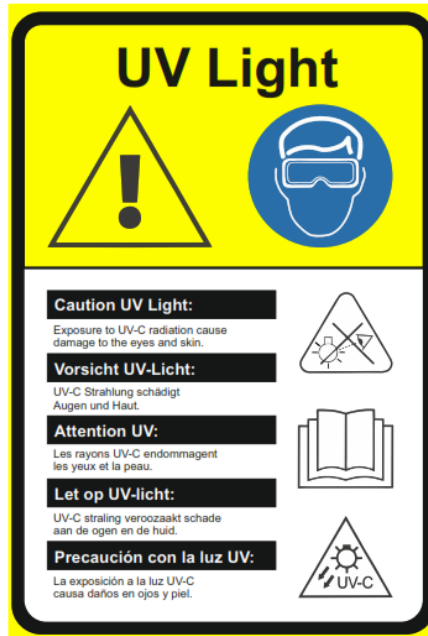 UV Light
Caution UV Light:
Exposure to UV-C radiation cause
damage to the eyes and skin.
Vorsicht UV-Licht:
UV-C Strahlung schädigt
Augen und Haut.
Attention UV:
Les rayons UV-C endommagent
les yeux et la peau.
Let op UV-licht:
UV-C straling veroozaakt schade
aan de ogen en de huid.
Precaución con la luz UV:
La exposición a la luz UV-C
causa daños en ojos y piel.
UV-C